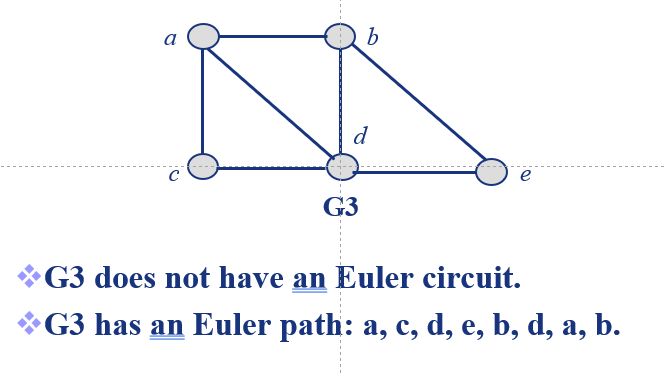 a b
d
c e
G3
G3 does not have an Euler circuit.
G3 has an Euler path: a, c, d, e, b, d, a, b.